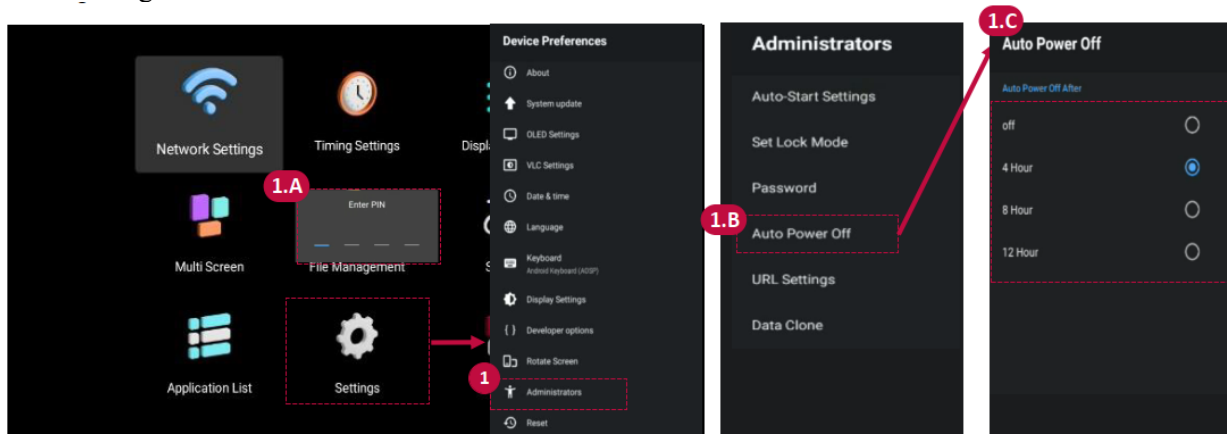 Network Settings
Timing Settings
1.A
Enter PIN
Multi Screen
File Management
Application List
Settings
Device Preferences
About
System update
OLED Settings
VLC Settings
Date & time
Language
Keyboard
Android Keyboard (AOSP)
Display Settings
{ } Developer options
Rotate Screen
1
Administrators
Reset
Administrators
Auto-Start Settings
Set Lock Mode
Password
1.B
Auto Power Off
URL Settings
Data Clone
1.C
Auto Power Off
Auto Power Off After
off
4 Hour
8 Hour
12 Hour